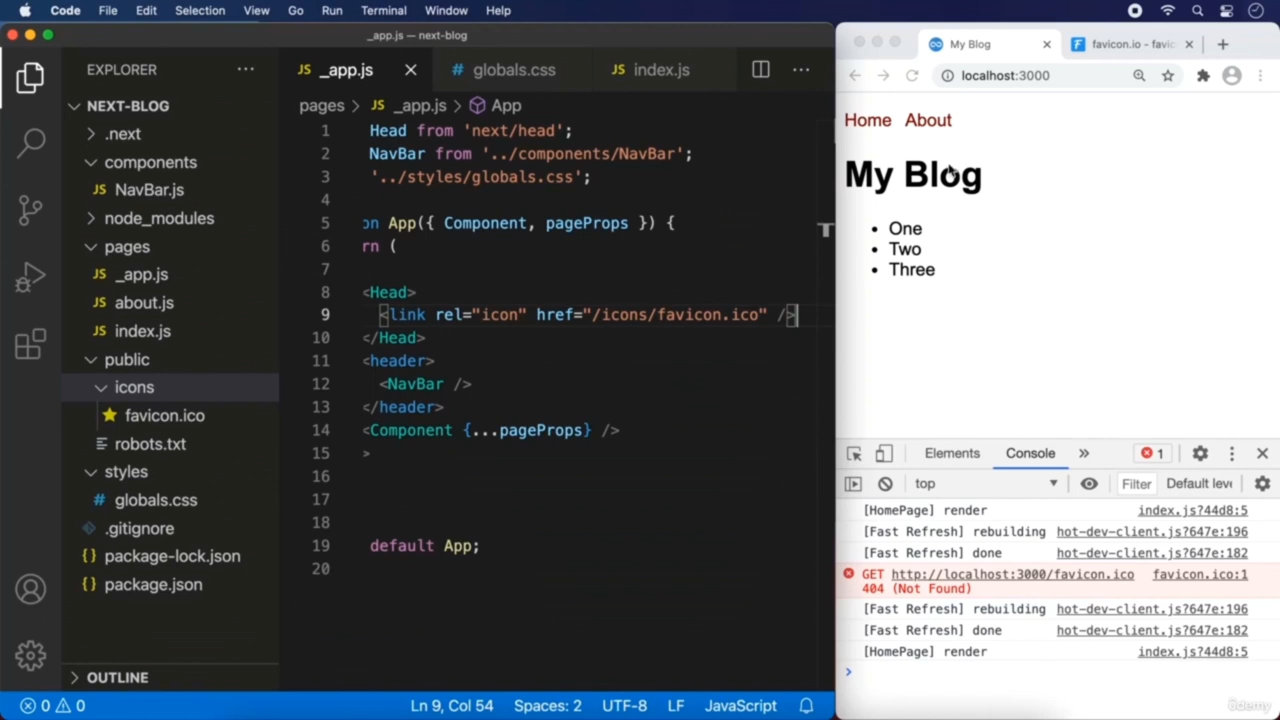 Code File Edit Selection View Go Run Terminal Window Help
_app.js — next-blog
EXPLORER
NEXT-BLOG
.next
components
JS NavBar.js
node_modules
pages
JS _app.js
JS about.js
JS index.js
public
icons
favicon.ico
robots.txt
styles
# globals.css
.gitignore
{} package-lock.json
{} package.json
OUTLINE
JS _app.js
# globals.css
JS index.js
pages > JS _app.js > App
1 Head from 'next/head';
2 NavBar from '../components/NavBar';
3 '../styles/globals.css';
4
5 on App({ Component, pageProps }) {
6 rn (
7
8 <Head>
9 <link rel="icon" href="/icons/favicon.ico" />
10 </Head>
11 <header>
12 <NavBar />
13 </header>
14 <Component {...pageProps} />
15 >
16
17
18
19 default App;
20
0 0
Ln 9, Col 54 Spaces: 2 UTF-8 LF JavaScript
My Blog
favicon.io - favic
localhost:3000
Home About
My Blog
• One
• Two
• Three
Elements Console » 1
top Filter Default leve
[HomePage] render index.js?44d8:5
[Fast Refresh] rebuilding hot-dev-client.js?647e:196
[Fast Refresh] done hot-dev-client.js?647e:182
GET http://localhost:3000/favicon.ico favicon.ico:1
404 (Not Found)
[Fast Refresh] rebuilding hot-dev-client.js?647e:196
[Fast Refresh] done hot-dev-client.js?647e:182
[HomePage] render index.js?44d8:5
>
ûdemy